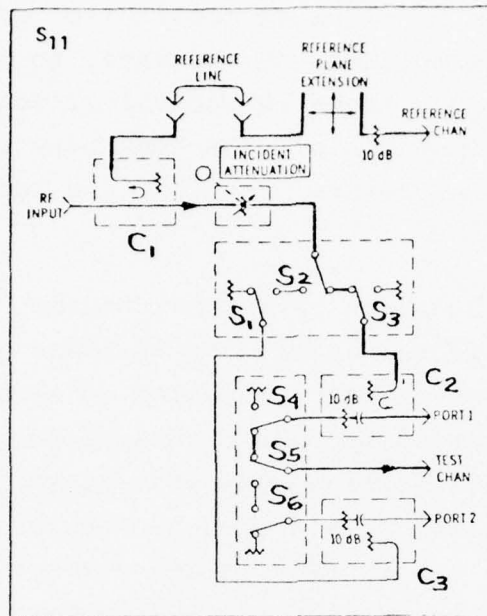 S11
REFERENCE
LINE
REFERENCE
PLANE
EXTENSION
REFERENCE
CHAN
10 dB
INCIDENT
ATTENUATION
RF
INPUT
C1
S2
S1
S3
C2
S4
10 dB
PORT 1
S5
TEST
CHAN
S6
PORT 2
10 dB
C3